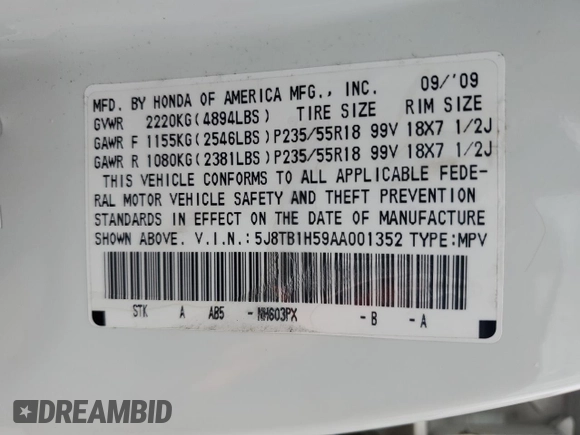 MFD. BY HONDA OF AMERICA MFG., INC. 09/'09
GVWR 2220KG(4894LBS) TIRE SIZE RIM SIZE
GAWR F 1155KG(2546LBS)P235/55R18 99V 18X7 1/2J
GAWR R 1080KG(2381LBS)P235/55R18 99V 18X7 1/2J
THIS VEHICLE CONFORMS TO ALL APPLICABLE FEDE-
RAL MOTOR VEHICLE SAFETY AND THEFT PREVENTION
STANDARDS IN EFFECT ON THE DATE OF MANUFACTURE
SHOWN ABOVE. V.I.N.:5J8TB1H59AA001352 TYPE:MPV
STK A AB5 -NH603PX -B -A
DREAMBID